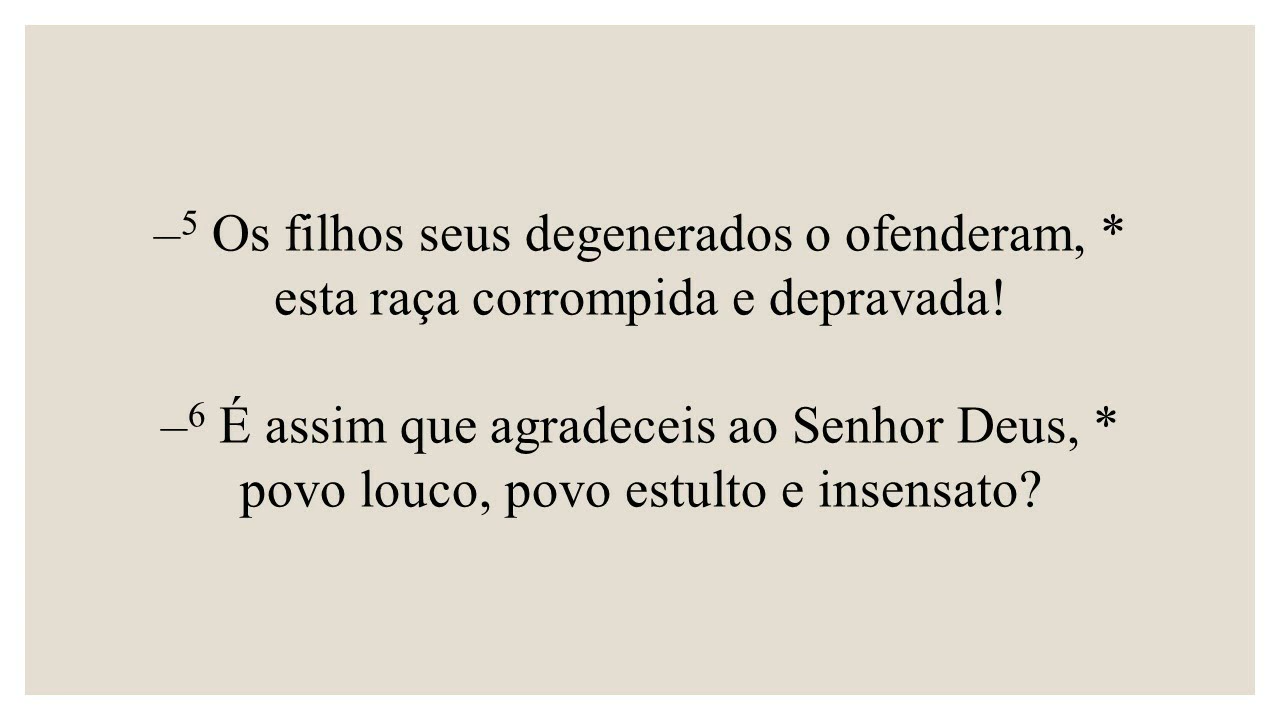 –⁵ Os filhos seus degenerados o ofenderam, *
esta raça corrompida e depravada!
–⁶ É assim que agradeceis ao Senhor Deus, *
povo louco, povo estulto e insensato?